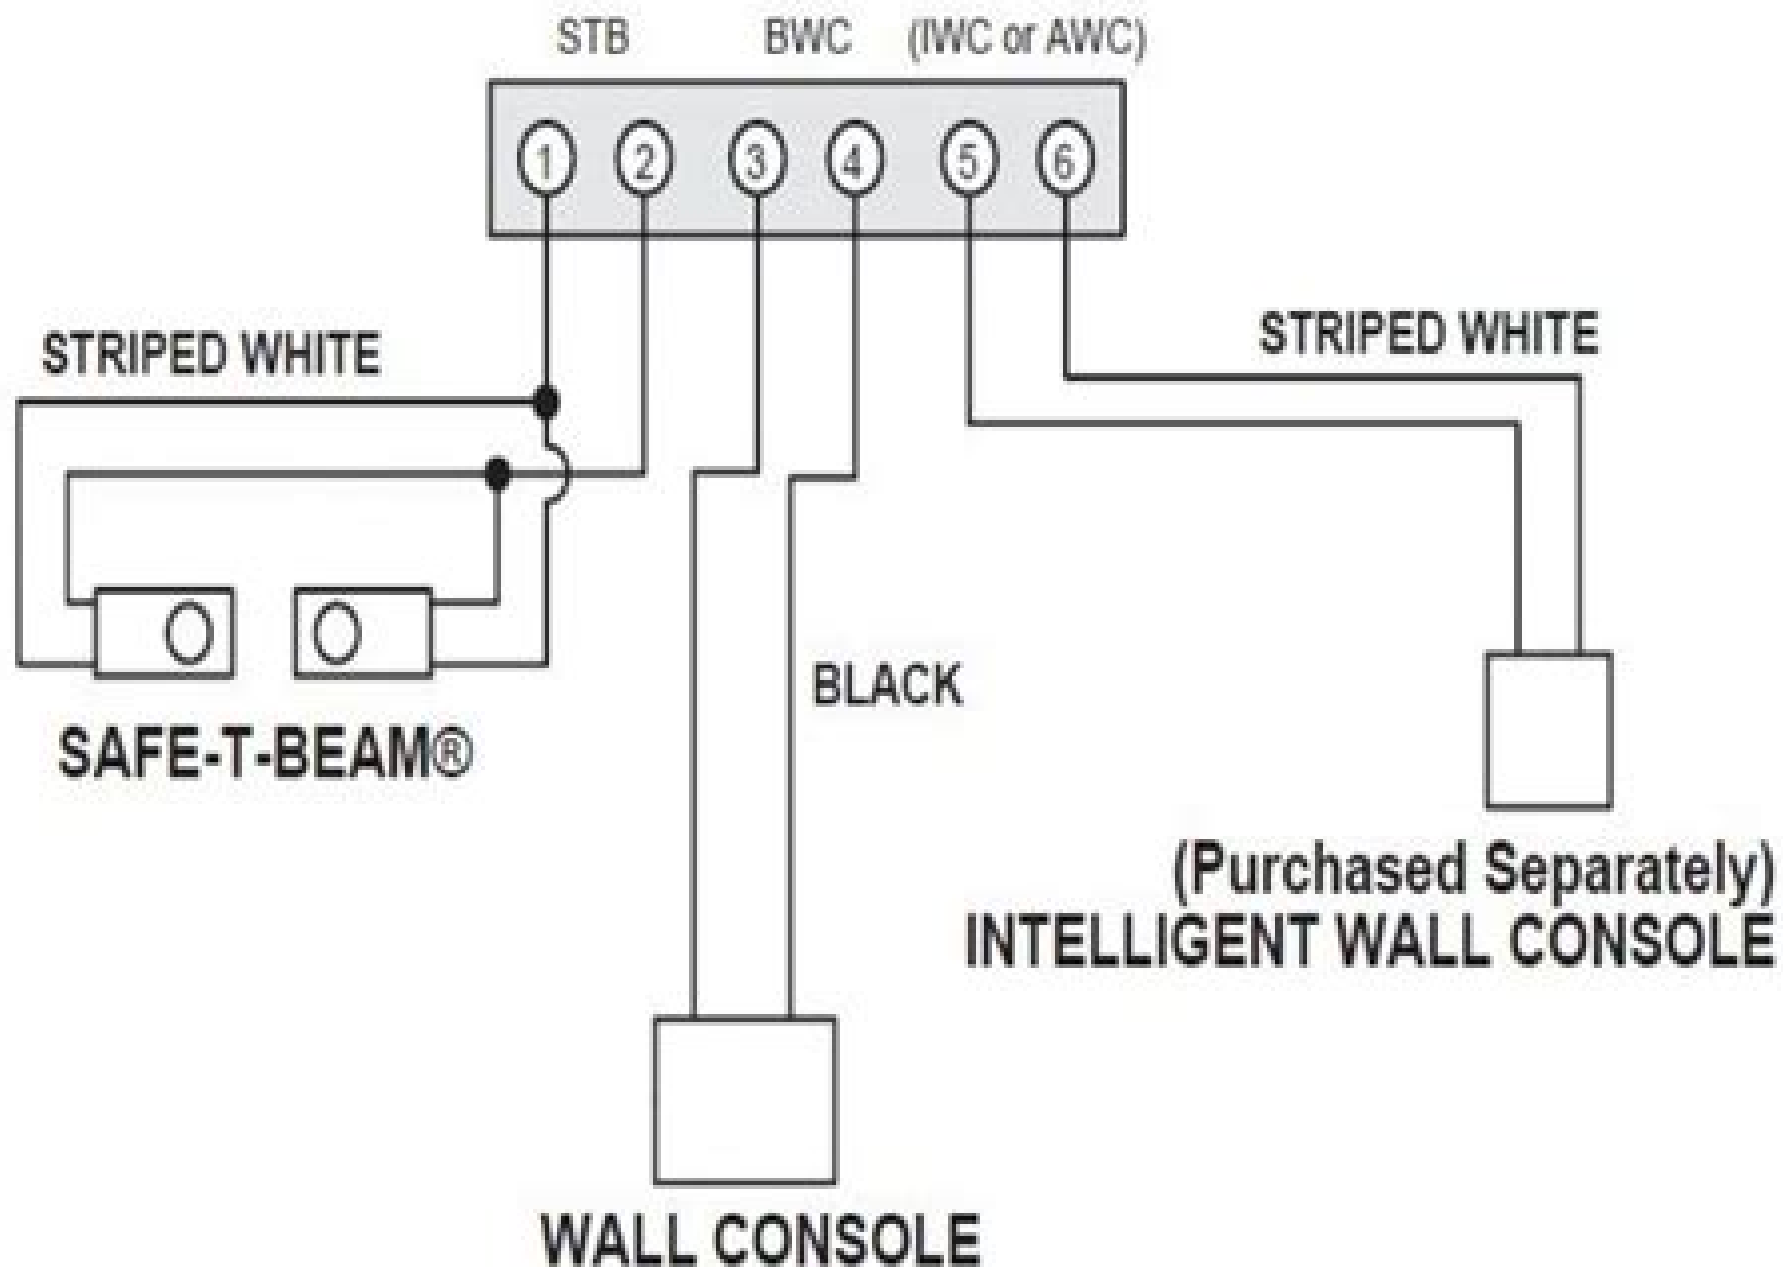 STB BWC (IWC or AWC)
1 2 3 4 5 6
STRIPED WHITE
STRIPED WHITE
BLACK
SAFE-T-BEAM®
(Purchased Separately)
INTELLIGENT WALL CONSOLE
WALL CONSOLE